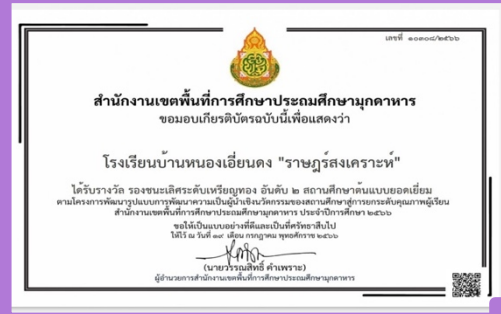 เลขที่ ๑๐๓๐๔/๒๕๖๖
สำนักงานเขตพื้นที่การศึกษาประถมศึกษามุกดาหาร
ขอมอบเกียรติบัตรฉบับนี้เพื่อแสดงว่า
โรงเรียนบ้านหนองเอี่ยนดง "ราษฎร์สงเคราะห์"
ได้รับรางวัล รองชนะเลิศระดับเหรียญทอง อันดับ ๒ สถานศึกษาต้นแบบยอดเยี่ยม
ตามโครงการพัฒนารูปแบบการพัฒนาความเป็นผู้นำเชิงนวัตกรรมของสถานศึกษาสู่การยกระดับคุณภาพผู้เรียน
สำนักงานเขตพื้นที่การศึกษาประถมศึกษามุกดาหาร ประจำปีการศึกษา ๒๕๖๖
ขอให้เป็นแบบอย่างที่ดีและเป็นที่ศรัทธาสืบไป
ให้ไว้ ณ วันที่ ๑๙ เดือน กรกฎาคม พุทธศักราช ๒๕๖๖
(นายวรรณสิทธิ์ คำเพราะ)
ผู้อำนวยการสำนักงานเขตพื้นที่การศึกษาประถมศึกษามุกดาหาร